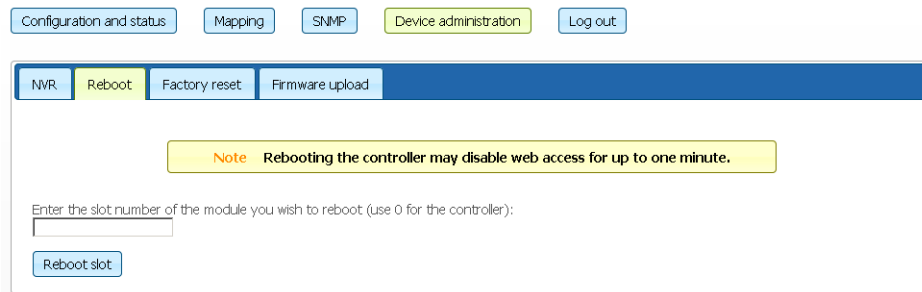 Configuration and status Mapping SNMP Device administration Log out
NVR Reboot Factory reset Firmware upload
Note Rebooting the controller may disable web access for up to one minute.
Enter the slot number of the module you wish to reboot (use 0 for the controller):
Reboot slot